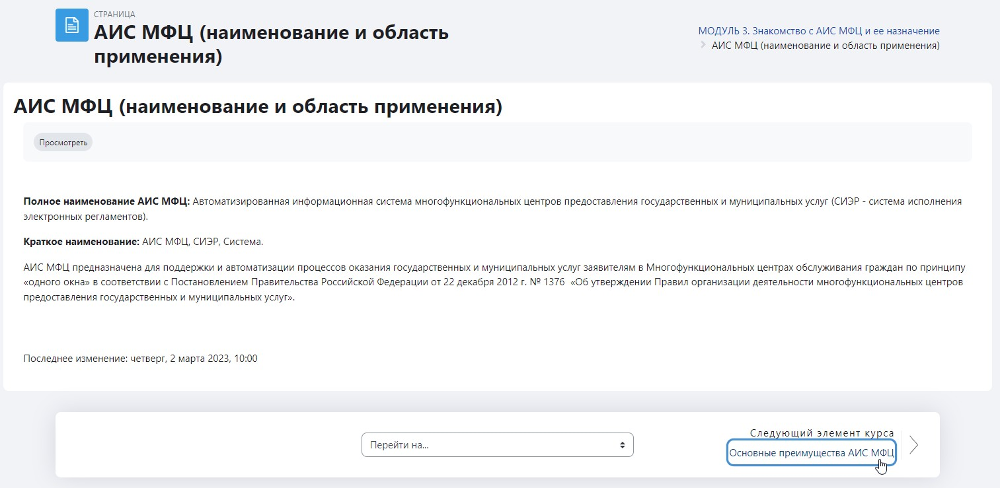 СТРАНИЦА
АИС МФЦ (наименование и область
применения)
МОДУЛЬ 3. Знакомство с АИС МФЦ и ее назначение
АИС МФЦ (наименование и область применения)
АИС МФЦ (наименование и область применения)
Просмотреть
Полное наименование АИС МФЦ: Автоматизированная информационная система многофункциональных центров предоставления государственных и муниципальных услуг (СИЭР - система исполнения
электронных регламентов).
Краткое наименование: АИС МФЦ, СИЭР, Система.
АИС МФЦ предназначена для поддержки и автоматизации процессов оказания государственных и муниципальных услуг заявителям в Многофункциональных центрах обслуживания граждан по принципу
«одного окна» в соответствии с Постановлением Правительства Российской Федерации от 22 декабря 2012 г. № 1376 «Об утверждении Правил организации деятельности многофункциональных центров
предоставления государственных и муниципальных услуг».
Последнее изменение: четверг, 2 марта 2023, 10:00
Следующий элемент курса
Перейти на...
Основные преимущества АИС МФЦ